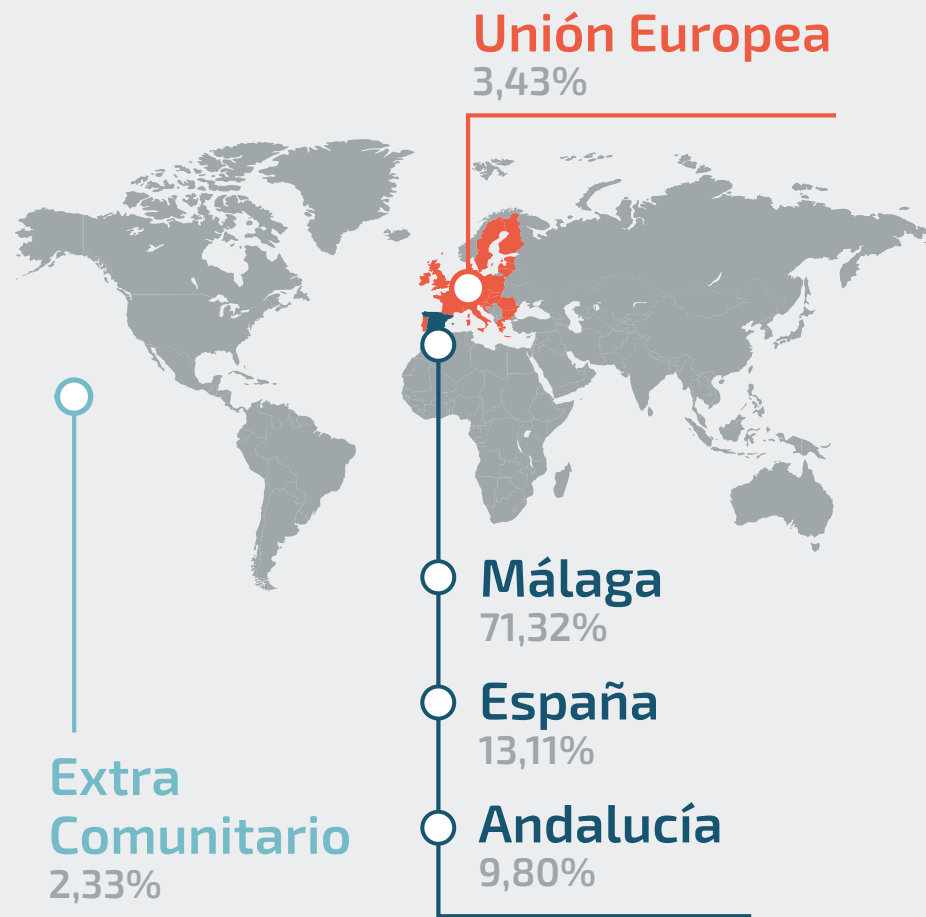 Unión Europea
3,43%
Málaga
71,32%
España
13,11%
Andalucía
9,80%
Extra
Comunitario
2,33%